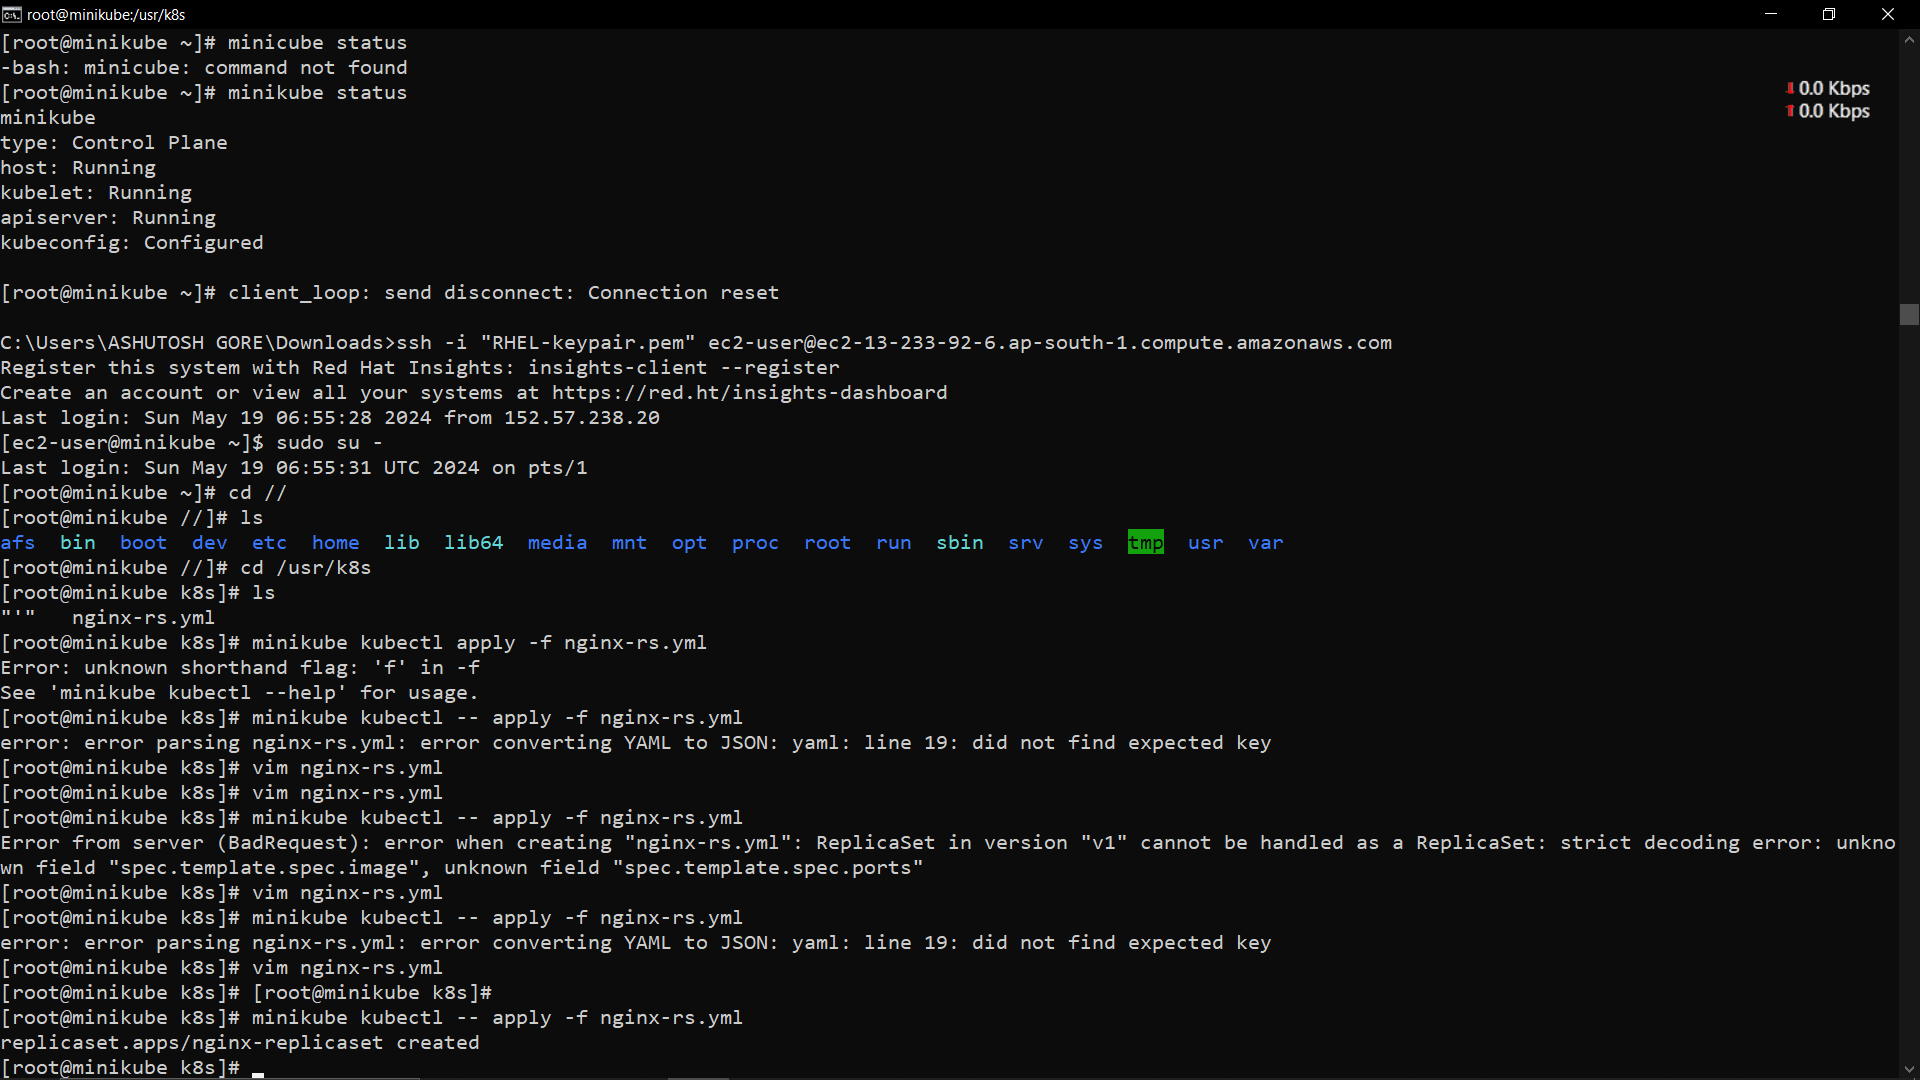 root@minikube:/usr/k8s
[root@minikube ~]# minicube status
-bash: minicube: command not found
[root@minikube ~]# minikube status
0.0 Kbps
minikube
0.0 Kbps
type: Control Plane
host: Running
kubelet: Running
apiserver: Running
kubeconfig: Configured
[root@minikube ~]# client_loop: send disconnect: Connection reset
C:\Users\ASHUTOSH GORE\Downloads>ssh -i "RHEL-keypair.pem" ec2-user@ec2-13-233-92-6.ap-south-1.compute.amazonaws.com
Register this system with Red Hat Insights: insights-client --register
Create an account or view all your systems at https://red.ht/insights-dashboard
Last login: Sun May 19 06:55:28 2024 from 152.57.238.20
[ec2-user@minikube ~]$ sudo su -
Last login: Sun May 19 06:55:31 UTC 2024 on pts/1
[root@minikube ~]# cd //
[root@minikube //]# ls
afs  bin  boot  dev  etc  home  lib  lib64  media  mnt  opt  proc  root  run  sbin  srv  sys  tmp  usr  var
[root@minikube //]# cd /usr/k8s
[root@minikube k8s]# ls
"'"   nginx-rs.yml
[root@minikube k8s]# minikube kubectl apply -f nginx-rs.yml
Error: unknown shorthand flag: 'f' in -f
See 'minikube kubectl --help' for usage.
[root@minikube k8s]# minikube kubectl -- apply -f nginx-rs.yml
error: error parsing nginx-rs.yml: error converting YAML to JSON: yaml: line 19: did not find expected key
[root@minikube k8s]# vim nginx-rs.yml
[root@minikube k8s]# vim nginx-rs.yml
[root@minikube k8s]# minikube kubectl -- apply -f nginx-rs.yml
Error from server (BadRequest): error when creating "nginx-rs.yml": ReplicaSet in version "v1" cannot be handled as a ReplicaSet: strict decoding error: unkno
wn field "spec.template.spec.image", unknown field "spec.template.spec.ports"
[root@minikube k8s]# vim nginx-rs.yml
[root@minikube k8s]# minikube kubectl -- apply -f nginx-rs.yml
error: error parsing nginx-rs.yml: error converting YAML to JSON: yaml: line 19: did not find expected key
[root@minikube k8s]# vim nginx-rs.yml
[root@minikube k8s]# [root@minikube k8s]#
[root@minikube k8s]# minikube kubectl -- apply -f nginx-rs.yml
replicaset.apps/nginx-replicaset created
[root@minikube k8s]#